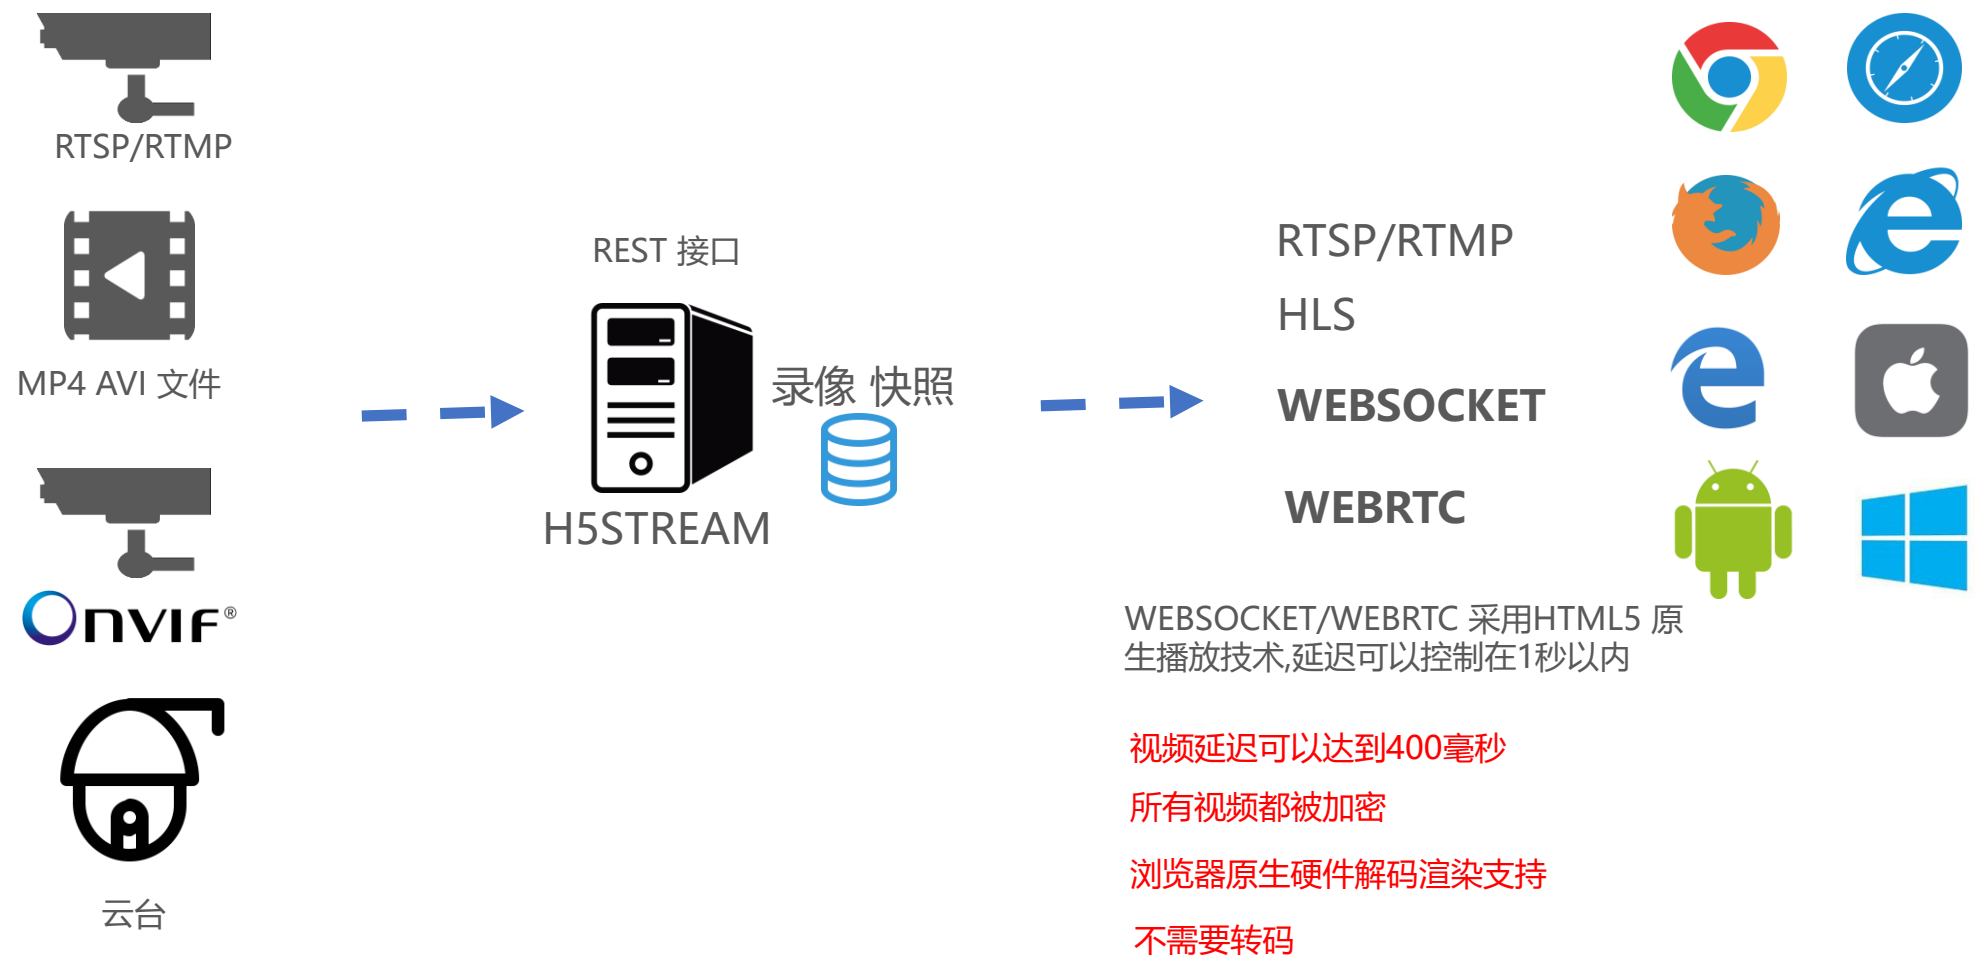 RTSP/RTMP
MP4 AVI 文件
ONVIF®
云台
REST 接口
录像 快照
H5STREAM
RTSP/RTMP
HLS
WEBSOCKET
WEBRTC
WEBSOCKET/WEBRTC 采用HTML5 原
生播放技术,延迟可以控制在1秒以内
视频延迟可以达到400毫秒
所有视频都被加密
浏览器原生硬件解码渲染支持
不需要转码